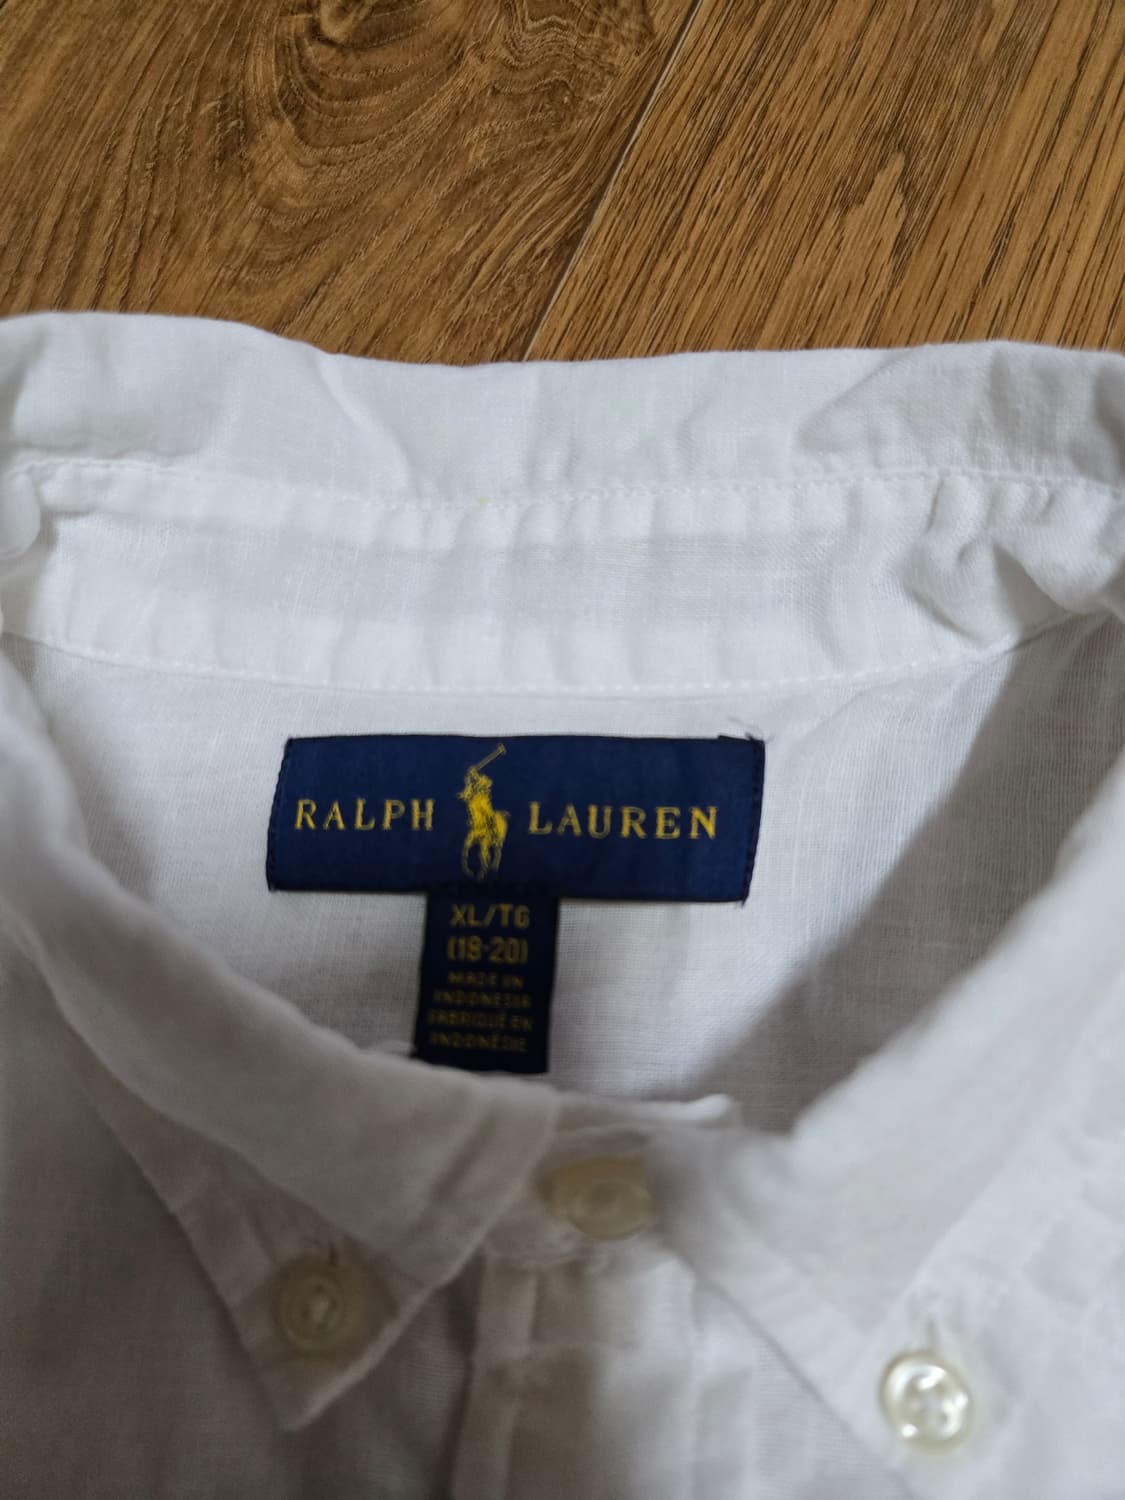 RALPH LAUREN
XL/TG
(18-20)
MADE IN
INDONESIA
FABRIQUÉ EN
INDONÉSIE